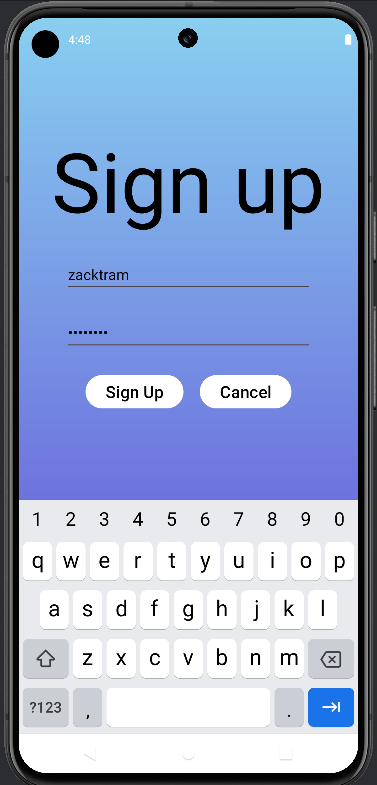 4:48
Sign up
zacktram
........
Sign Up Cancel
1 2 3 4 5 6 7 8 9 0
q w e r t y u i o p
a s d f g h j k l
z x c v b n m
?123 , .